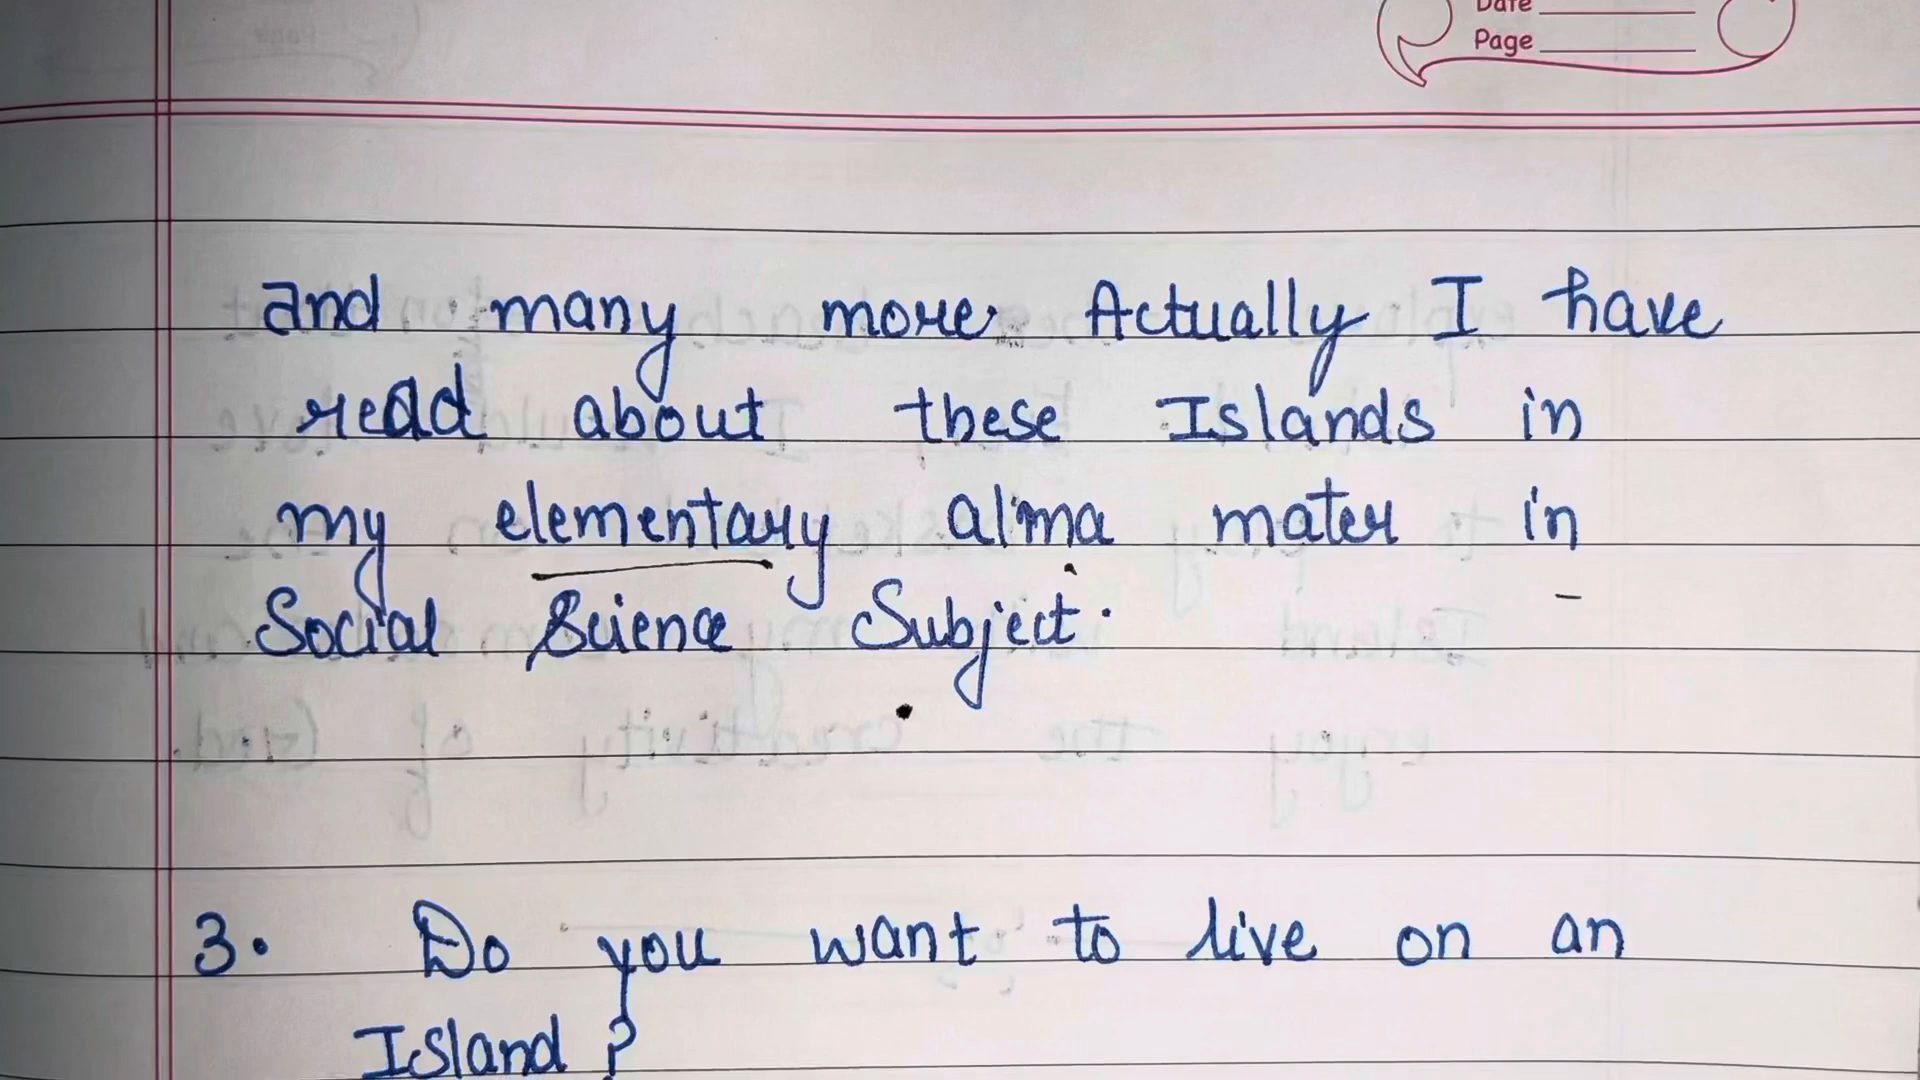 Date
Page
and many more. Actually I have
read about these Islands in
my elementary alma mater in
Social Science Subject.
3. Do you want to live on an
Island?